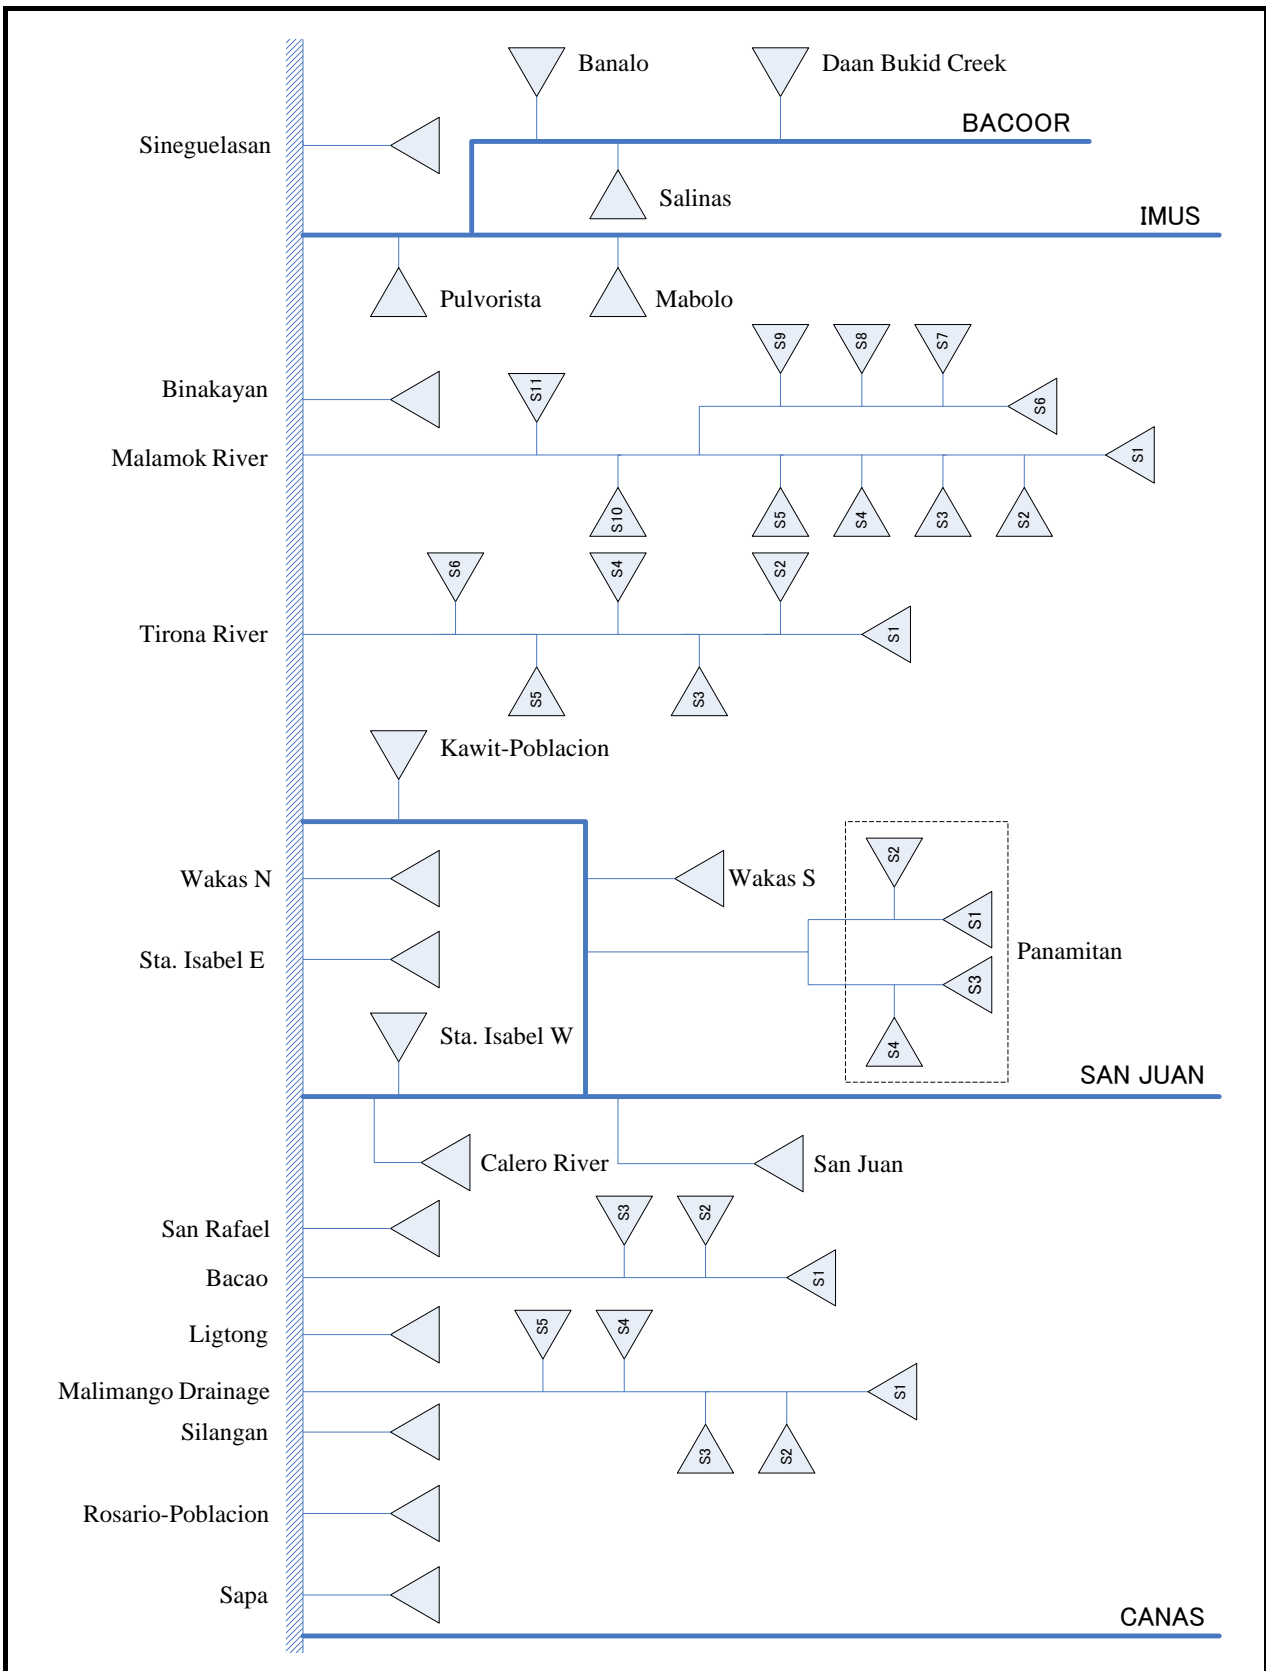 Banalo
Daan Bukid Creek
BACOOR
Sineguelasan
Salinas
IMUS
Pulvorista
Mabolo
S9
S8
S7
Binakayan
S11
S6
Malamok River
S1
S10
S5
S4
S3
S2
S6
S4
S2
Tirona River
S1
S5
S3
Kawit-Poblacion
S2
Wakas N
Wakas S
S1
Panamitan
Sta. Isabel E
S3
Sta. Isabel W
S4
SAN JUAN
Calero River
San Juan
San Rafael
S3
S2
Bacao
S1
Ligtong
S5
S4
Malimango Drainage
S1
Silangan
S3
S2
Rosario-Poblacion
Sapa
CANAS